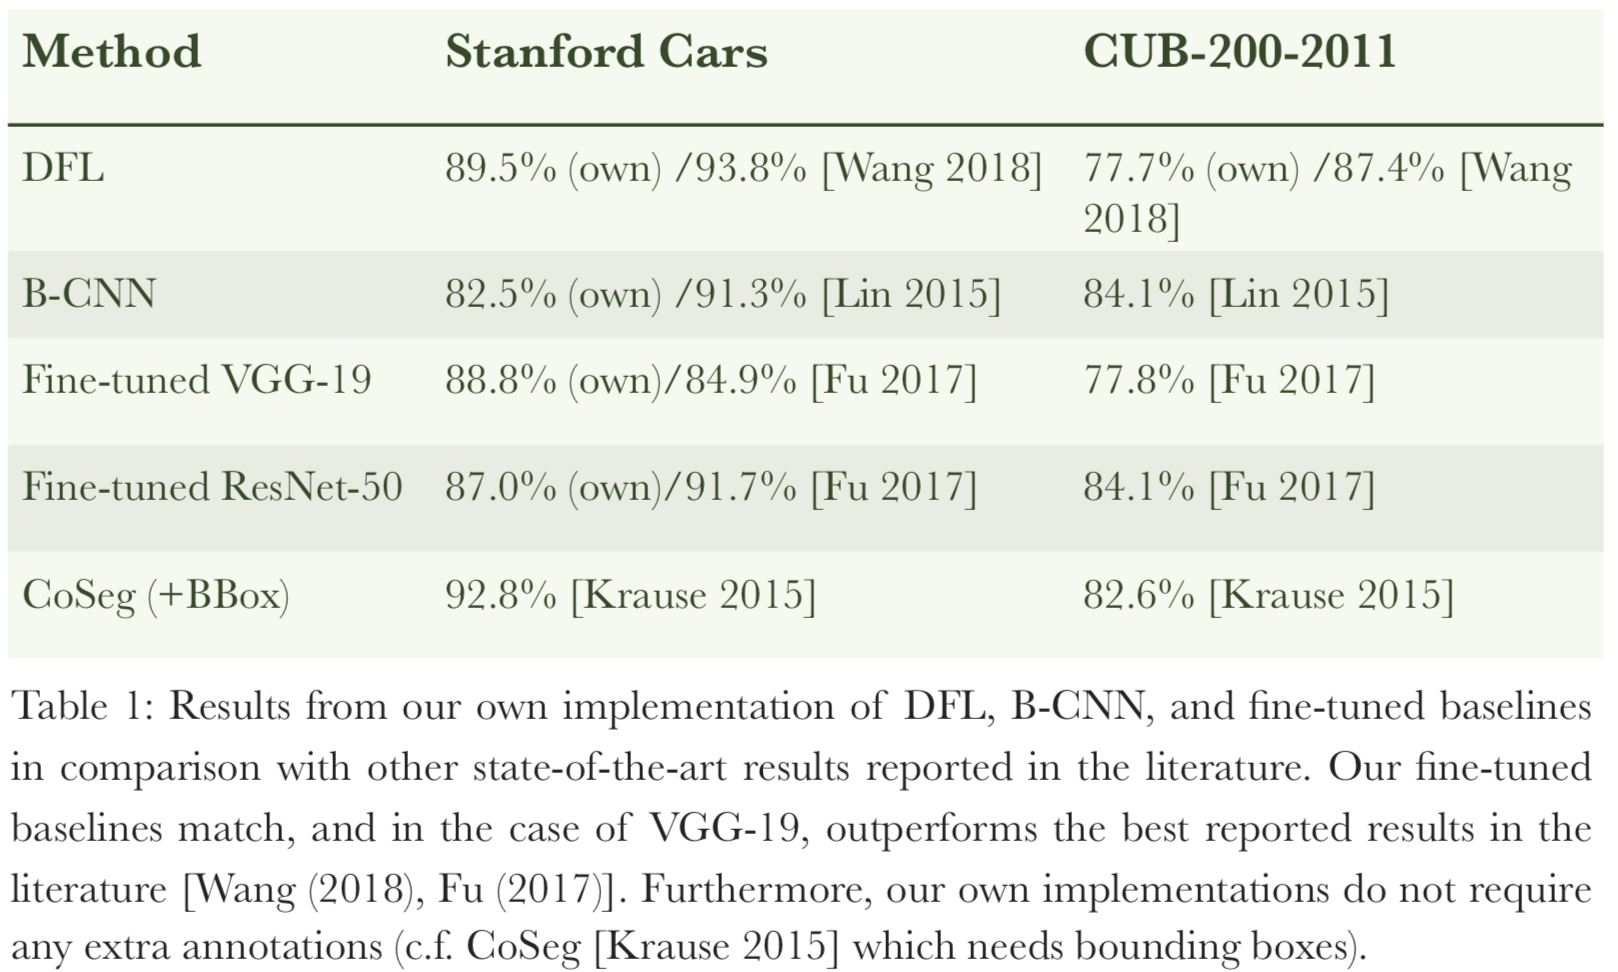 Method Stanford Cars CUB-200-2011
DFL 89.5% (own) /93.8% [Wang 2018] 77.7% (own) /87.4% [Wang
2018]
B-CNN 82.5% (own) /91.3% [Lin 2015] 84.1% [Lin 2015]
Fine-tuned VGG-19 88.8% (own)/84.9% [Fu 2017] 77.8% [Fu 2017]
Fine-tuned ResNet-50 87.0% (own)/91.7% [Fu 2017] 84.1% [Fu 2017]
CoSeg (+BBox) 92.8% [Krause 2015] 82.6% [Krause 2015]
Table 1: Results from our own implementation of DFL, B-CNN, and fine-tuned baselines
in comparison with other state-of-the-art results reported in the literature. Our fine-tuned
baselines match, and in the case of VGG-19, outperforms the best reported results in the
literature [Wang (2018), Fu (2017)]. Furthermore, our own implementations do not require
any extra annotations (c.f. CoSeg [Krause 2015] which needs bounding boxes).